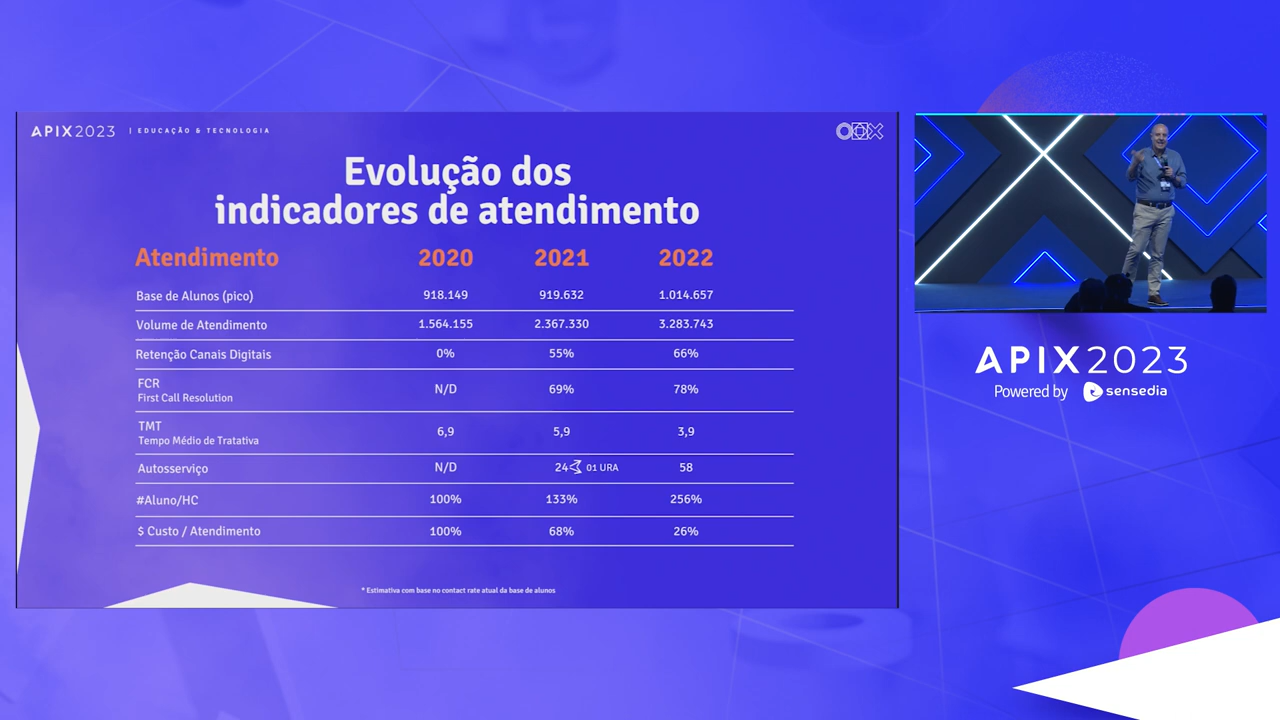 APIX2023 | EDUCAÇÃO & TECNOLOGIA
Evolução dos
indicadores de atendimento
Atendimento 2020 2021 2022
Base de Alunos (pico) 918.149 919.632 1.014.657
Volume de Atendimento 1.564.155 2.367.330 3.283.743
Retenção Canais Digitais 0% 55% 66%
FCR
First Call Resolution N/D 69% 78%
TMT
Tempo Médio de Tratativa 6,9 5,9 3,9
Autosserviço N/D 24 01 URA 58
#Aluno/HC 100% 133% 256%
$ Custo / Atendimento 100% 68% 26%
* Estimativa com base no contact rate atual da base de alunos
APIX2023
Powered by sensedia